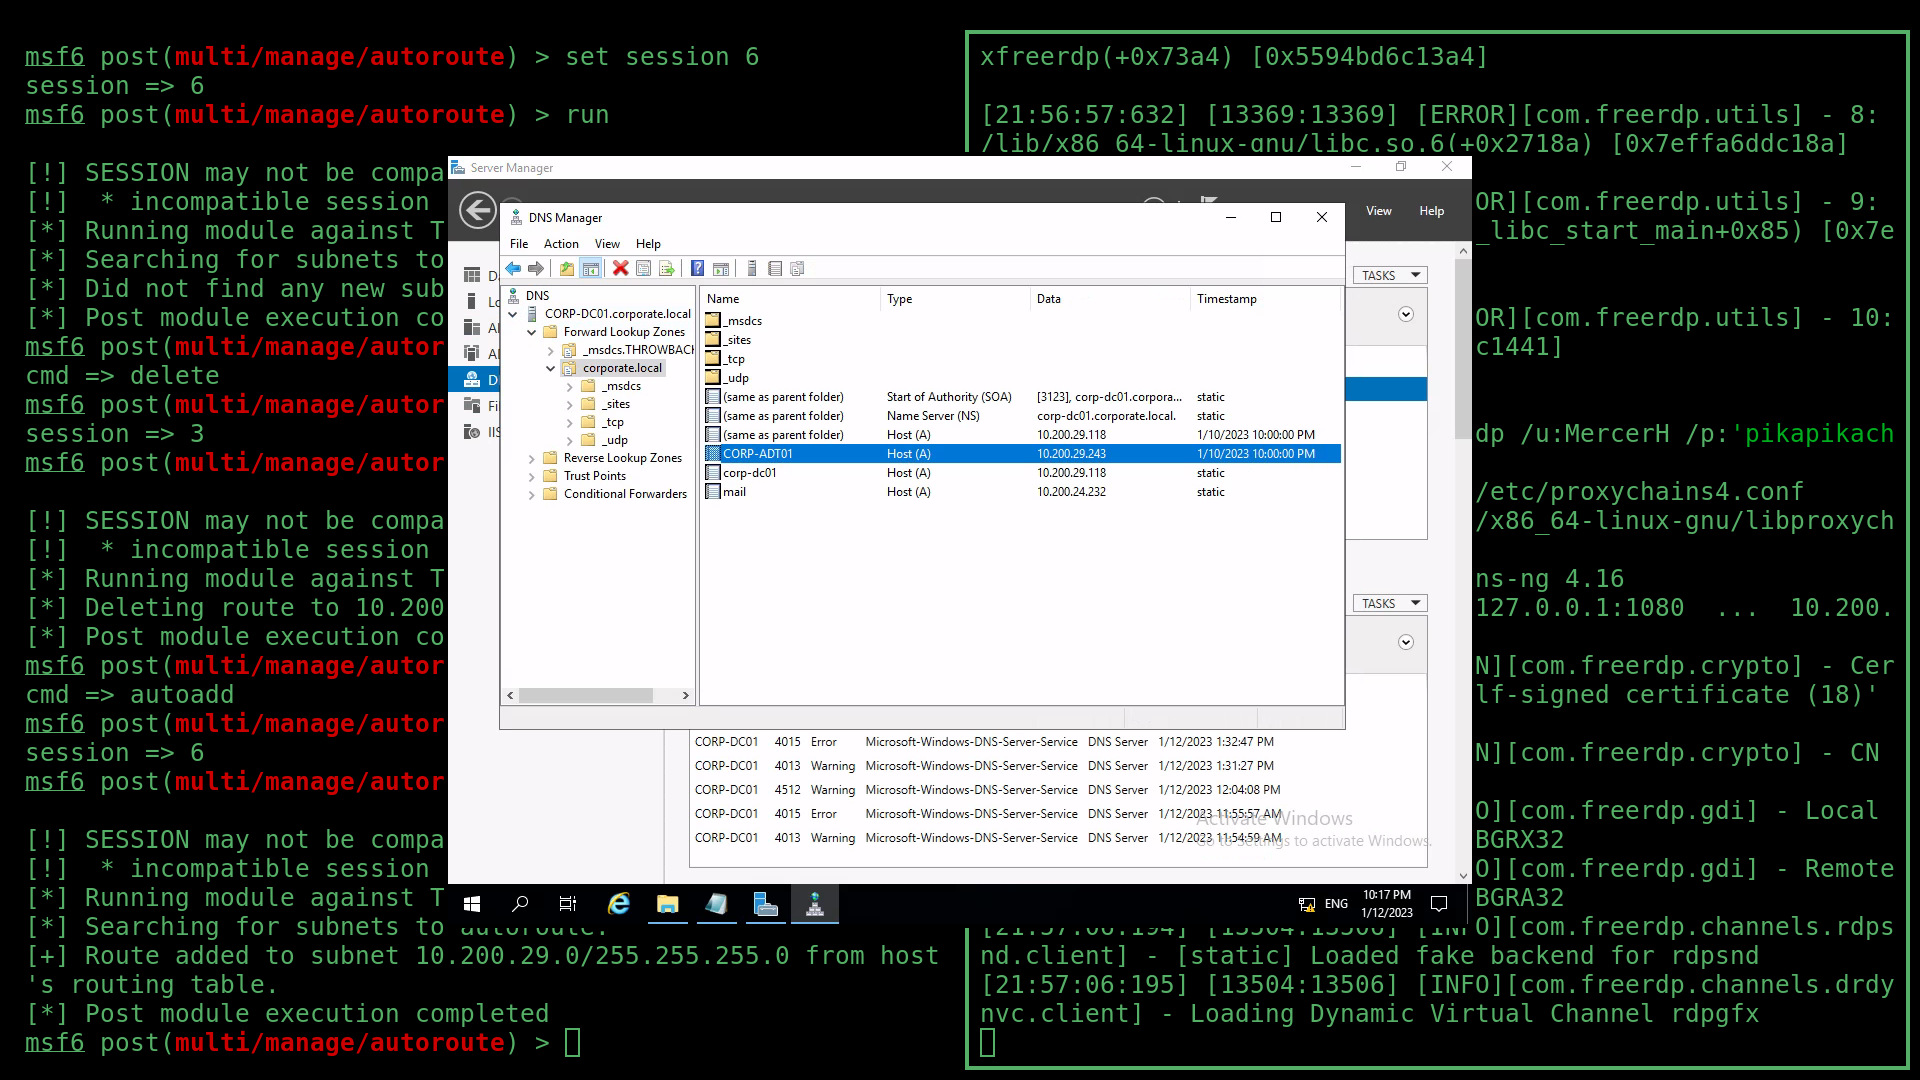 msf6 post(multi/manage/autoroute) > set session 6
session => 6
msf6 post(multi/manage/autoroute) > run
[!] SESSION may not be compa
[!]  * incompatible session
[*] Running module against T
[*] Searching for subnets to
[*] Did not find any new sub
[*] Post module execution co
msf6 post(multi/manage/autor
cmd => delete
msf6 post(multi/manage/autor
session => 3
msf6 post(multi/manage/autor
[!] SESSION may not be compa
[!]  * incompatible session
[*] Running module against T
[*] Deleting route to 10.200
[*] Post module execution co
msf6 post(multi/manage/autor
cmd => autoadd
msf6 post(multi/manage/autor
session => 6
msf6 post(multi/manage/autor
[!] SESSION may not be compa
[!]  * incompatible session
[*] Running module against T
[*] Searching for subnets to autoroute.
[+] Route added to subnet 10.200.29.0/255.255.255.0 from host
's routing table.
[*] Post module execution completed
msf6 post(multi/manage/autoroute) >
Server Manager
View Help
DNS Manager
File Action View Help
DNS
CORP-DC01.corporate.local
Forward Lookup Zones
_msdcs.THROWBACK
corporate.local
_msdcs
_sites
_tcp
_udp
Reverse Lookup Zones
Trust Points
Conditional Forwarders
Name Type Data Timestamp
_msdcs
_sites
_tcp
_udp
(same as parent folder) Start of Authority (SOA) [3123], corp-dc01.corpora... static
(same as parent folder) Name Server (NS) corp-dc01.corporate.local. static
(same as parent folder) Host (A) 10.200.29.118 1/10/2023 10:00:00 PM
CORP-ADT01 Host (A) 10.200.29.243 1/10/2023 10:00:00 PM
corp-dc01 Host (A) 10.200.29.118 static
mail Host (A) 10.200.24.232 static
TASKS
TASKS
CORP-DC01 4015 Error Microsoft-Windows-DNS-Server-Service DNS Server 1/12/2023 1:32:47 PM
CORP-DC01 4013 Warning Microsoft-Windows-DNS-Server-Service DNS Server 1/12/2023 1:31:27 PM
CORP-DC01 4512 Warning Microsoft-Windows-DNS-Server-Service DNS Server 1/12/2023 12:04:08 PM
CORP-DC01 4015 Error Microsoft-Windows-DNS-Server-Service DNS Server 1/12/2023 11:55:57 AM
CORP-DC01 4013 Warning Microsoft-Windows-DNS-Server-Service DNS Server 1/12/2023 11:54:59 AM
Activate Windows
Go to Settings to activate Windows.
ENG
10:17 PM
1/12/2023
xfreerdp(+0x73a4) [0x5594bd6c13a4]
[21:56:57:632] [13369:13369] [ERROR][com.freerdp.utils] - 8:
/lib/x86_64-linux-gnu/libc.so.6(+0x2718a) [0x7effa6ddc18a]
OR][com.freerdp.utils] - 9:
_libc_start_main+0x85) [0x7e
OR][com.freerdp.utils] - 10:
c1441]
dp /u:MercerH /p:'pikapikach
/etc/proxychains4.conf
/x86_64-linux-gnu/libproxych
ns-ng 4.16
127.0.0.1:1080  ...  10.200.
N][com.freerdp.crypto] - Cer
lf-signed certificate (18)'
N][com.freerdp.crypto] - CN
O][com.freerdp.gdi] - Local
BGRX32
O][com.freerdp.gdi] - Remote
BGRA32
[21:57:06:194] [13504:13506] [INFO][com.freerdp.channels.rdps
nd.client] - [static] Loaded fake backend for rdpsnd
[21:57:06:195] [13504:13506] [INFO][com.freerdp.channels.drdy
nvc.client] - Loading Dynamic Virtual Channel rdpgfx